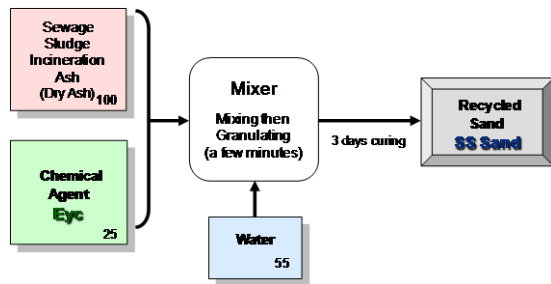 Sewage
Sludge
Incineration
Ash
(Dry Ash) 100
Chemical
Agent
Eyc
25
Mixer
Mixing then
Granulating
(a few minutes)
Water
55
3 days curing
Recycled
Sand
SS Sand